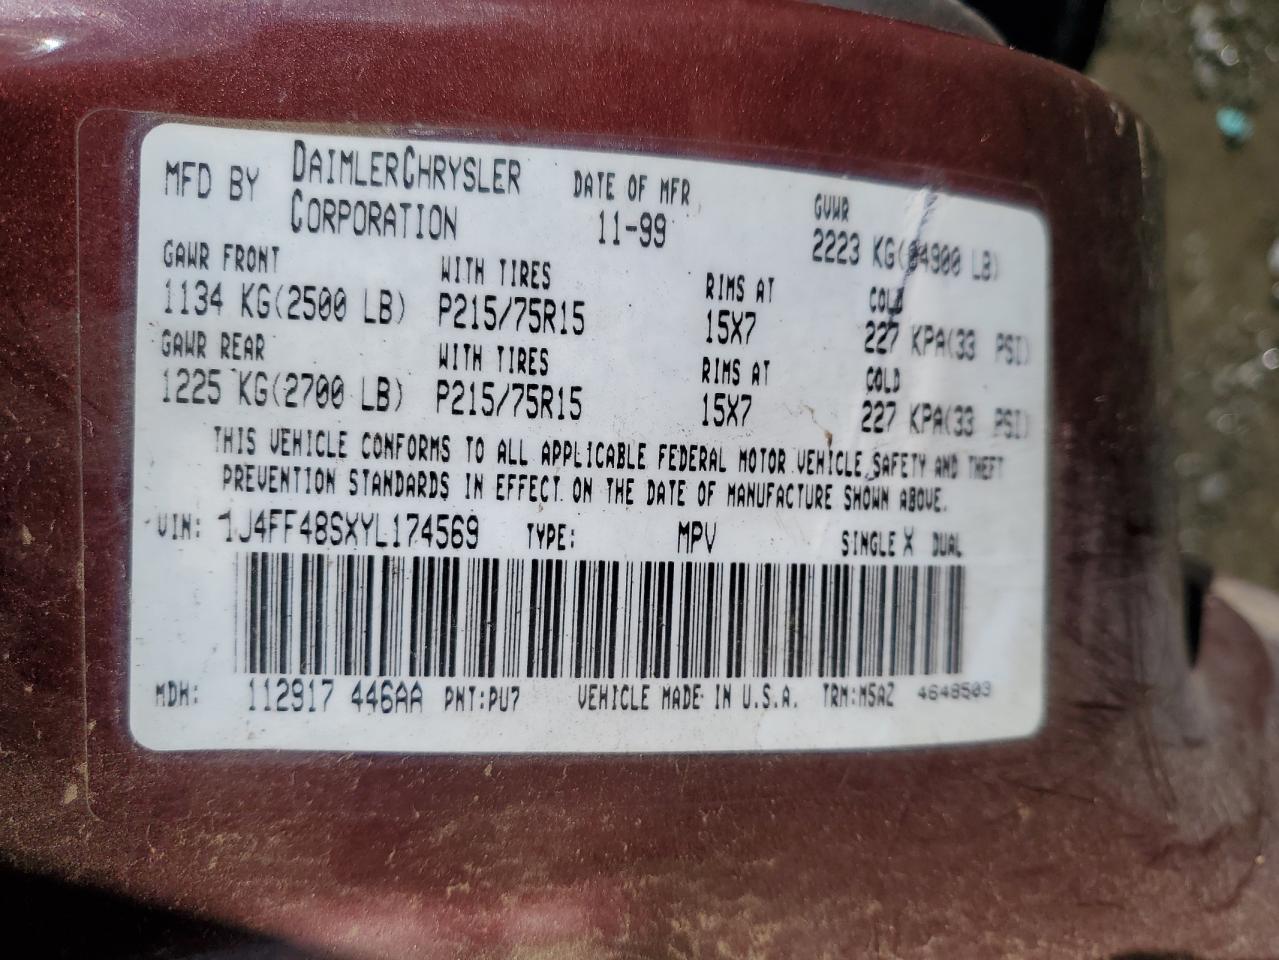 MFD BY DAIMLERCHRYSLER CORPORATION DATE OF MFR 11-99 GVWR 2223 KG(04900 LB)
GAWR FRONT WITH TIRES RIMS AT COLD
1134 KG(2500 LB) P215/75R15 15X7 227 KPA(33 PSI)
GAWR REAR WITH TIRES RIMS AT COLD
1225 KG(2700 LB) P215/75R15 15X7 227 KPA(33 PSI)
THIS VEHICLE CONFORMS TO ALL APPLICABLE FEDERAL MOTOR VEHICLE SAFETY AND THEFT
PREVENTION STANDARDS IN EFFECT ON THE DATE OF MANUFACTURE SHOWN ABOVE.
VIN: 1J4FF48SXYL174569 TYPE: MPV SINGLE X DUAL
MDH: 112917 446AA PNT:PU7 VEHICLE MADE IN U.S.A. TRM:M5AZ 4648503